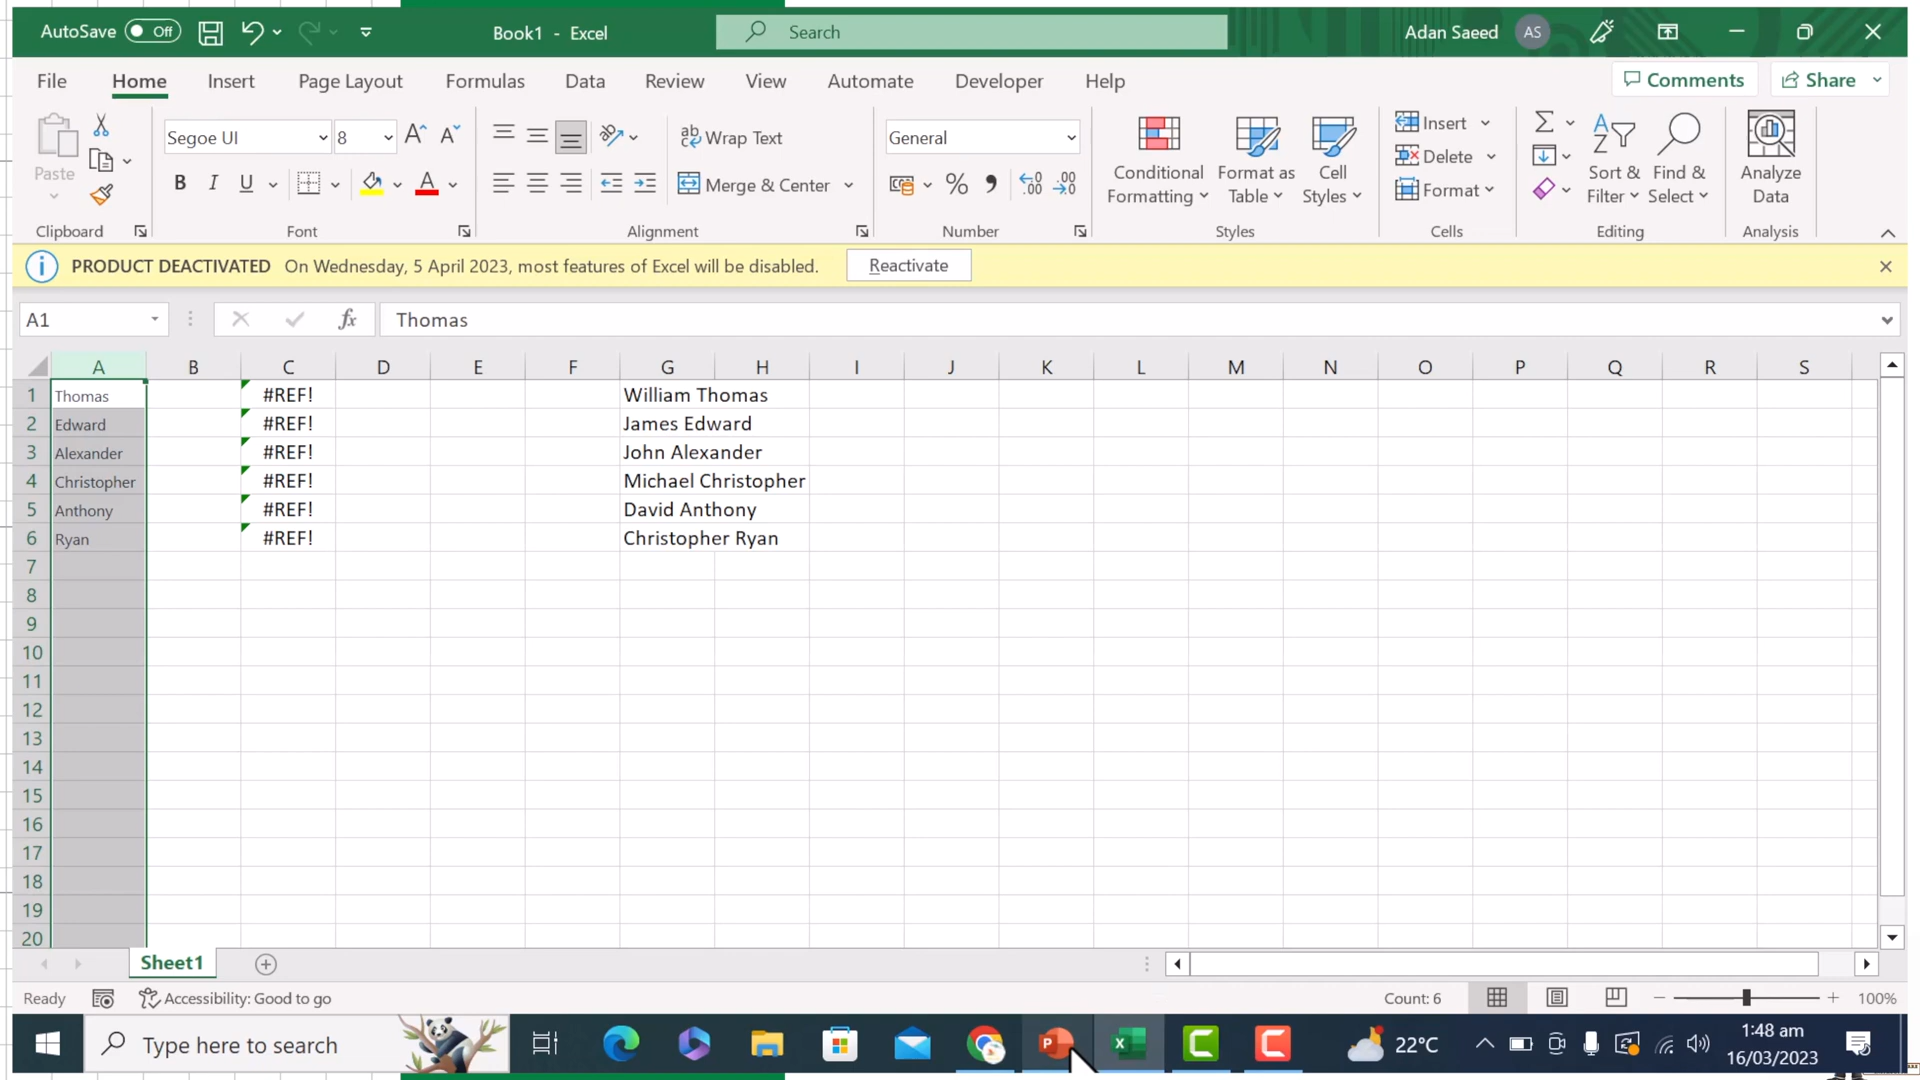 AutoSave Off Book1 - Excel Search Adan Saeed AS
File Home Insert Page Layout Formulas Data Review View Automate Developer Help Comments Share
Paste Segoe UI 8 Wrap Text General Conditional Formatting Format as Table Cell Styles Insert Sort & Filter Find & Select Analyze Data
B I U A Merge & Center % Delete
Format
Clipboard Font Alignment Number Styles Cells Editing Analysis
PRODUCT DEACTIVATED On Wednesday, 5 April 2023, most features of Excel will be disabled. Reactivate
A1 fx Thomas
A B C D E F G H I J K L M N O P Q R S
1 Thomas #REF! William Thomas
2 Edward #REF! James Edward
3 Alexander #REF! John Alexander
4 Christopher #REF! Michael Christopher
5 Anthony #REF! David Anthony
6 Ryan #REF! Christopher Ryan
7
8
9
10
11
12
13
14
15
16
17
18
19
20
Sheet1
Ready Accessibility: Good to go Count: 6 100%
Type here to search 22°C 1:48 am
16/03/2023